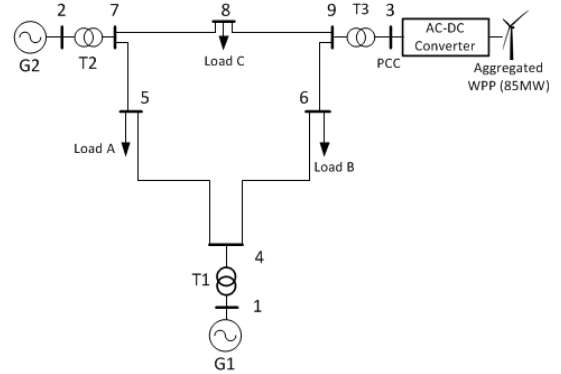 2
7
8
9
T3
3
AC-DC
Converter
G2
T2
Load C
PCC
Aggregated
WPP (85MW)
5
6
Load A
Load B
4
T1
1
G1